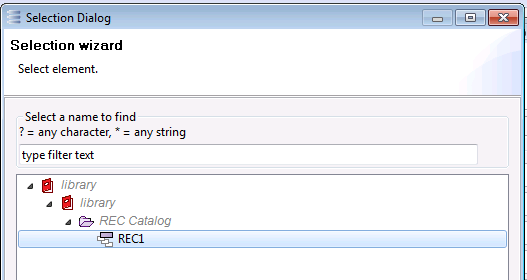 Selection Dialog
Selection wizard
Select element.
Select a name to find
? = any character, * = any string
type filter text
library
library
REC Catalog
REC1